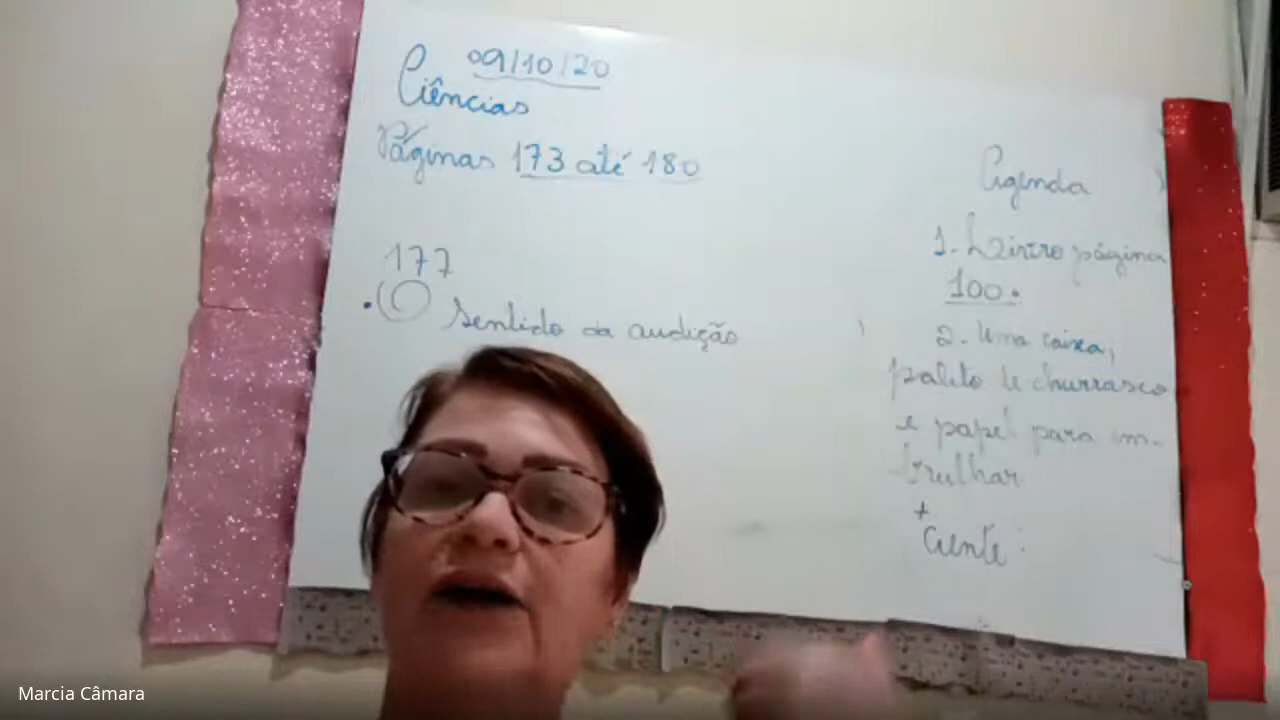 09/10/20
Ciências
Páginas 173 até 180
177
Sentido da audição
Agenda
1. Livro página
100.
2. Uma caixa,
palito de churrasco
e papel para em-
brulhar
+
Ciente:
Marcia Câmara